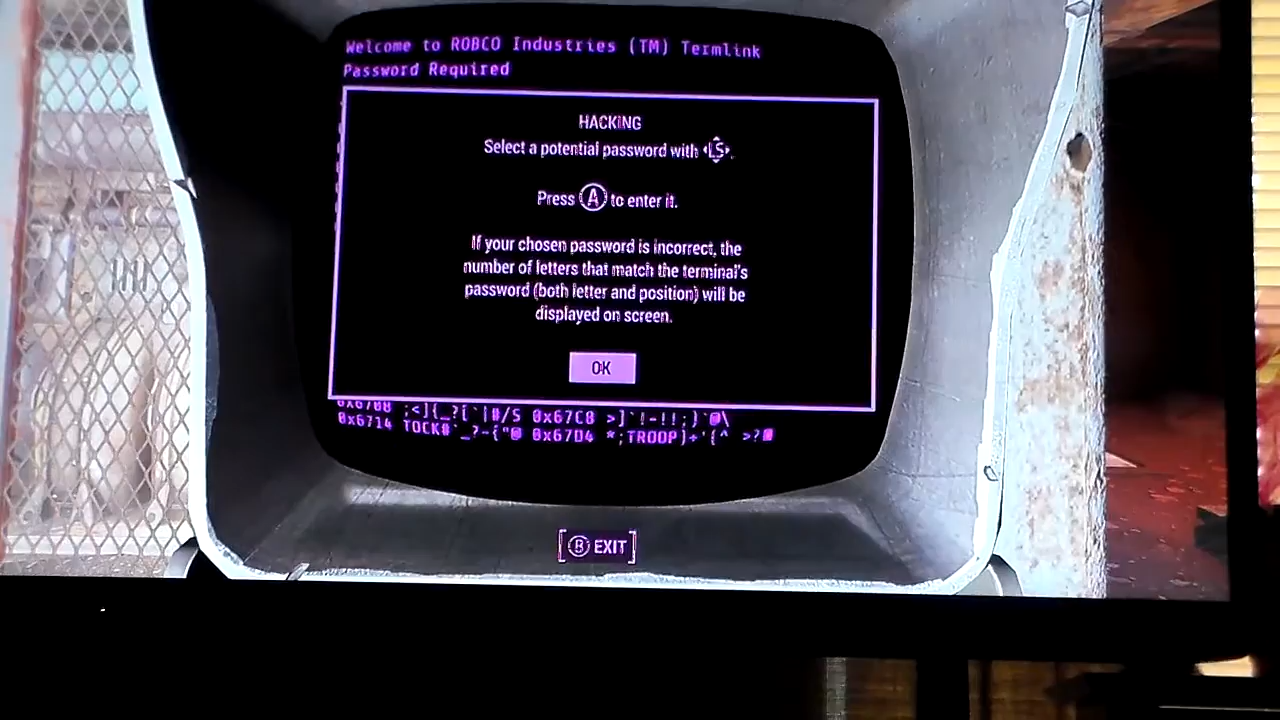 Welcome to ROBCO Industries (TM) Termlink
Password Required
HACKING
Select a potential password with LS.
Press A to enter it.
If your chosen password is incorrect, the
number of letters that match the terminal's
password (both letter and position) will be
displayed on screen.
OK
0x6708 ;<]{_?[`|#/S 0x67C8 >]`!-!!;)`@\
0x6714 TOCK#`_?-{"@ 0x67D4 *;TROOP]+'{^ >?
B EXIT